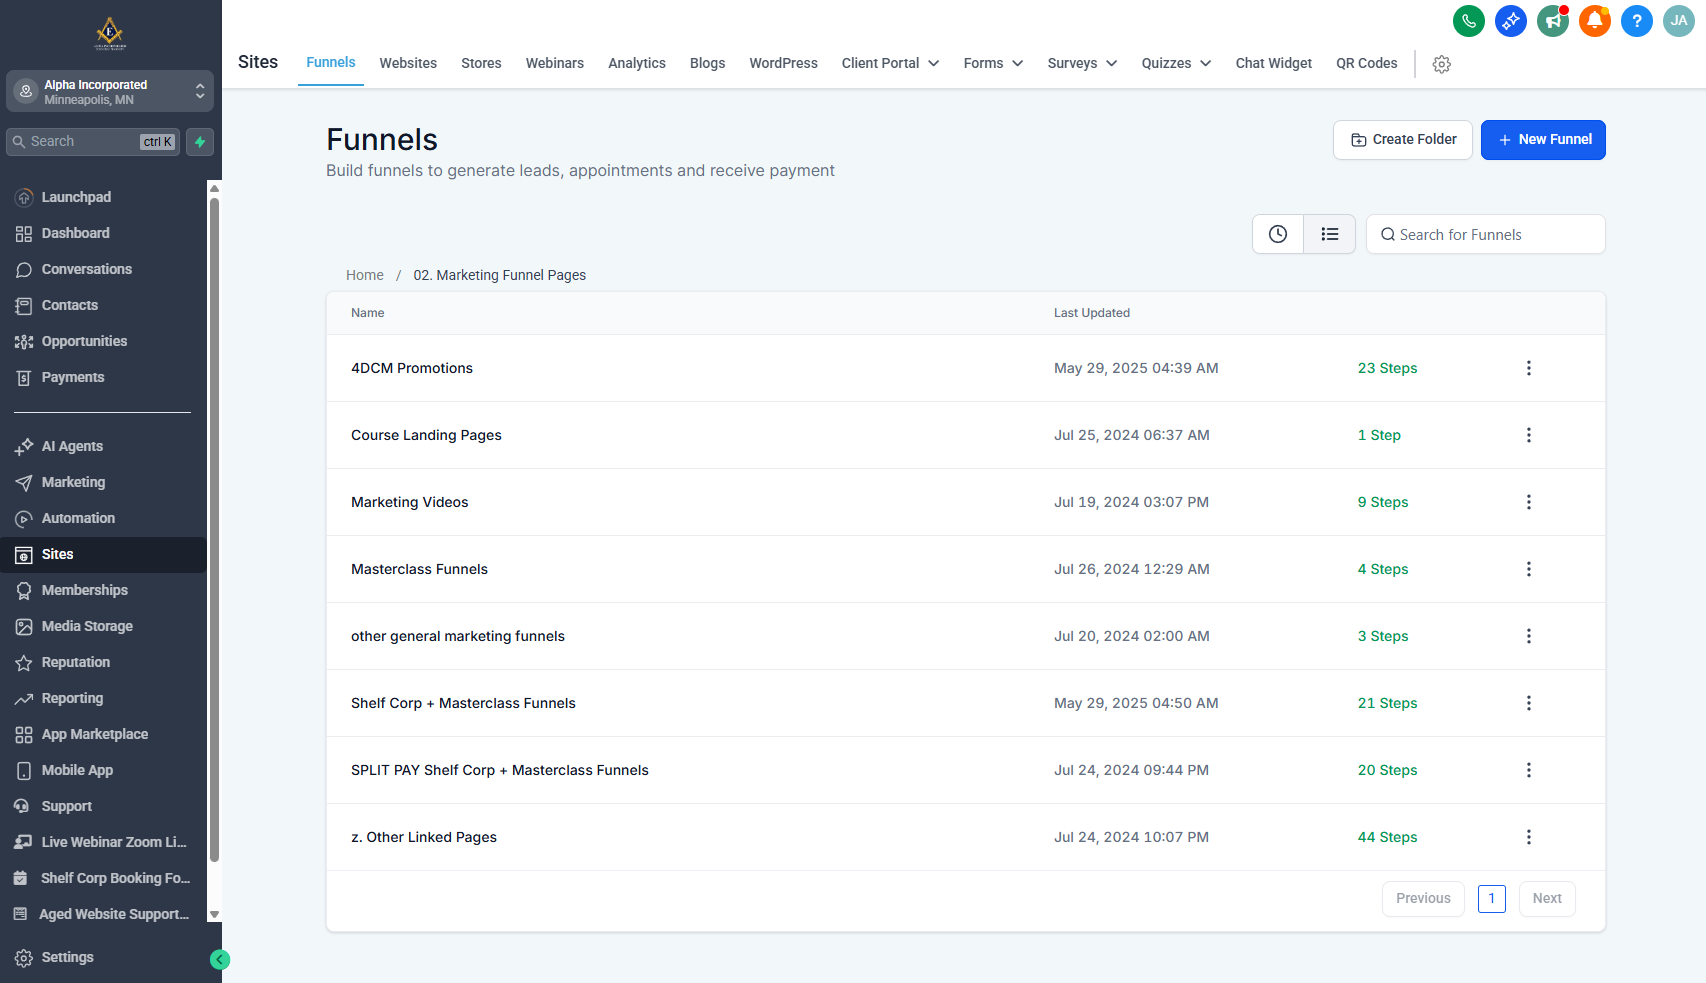 E
Alpha Incorporated
Minneapolis, MN
Search ctrl K
Launchpad
Dashboard
Conversations
Contacts
Opportunities
Payments
AI Agents
Marketing
Automation
Sites
Memberships
Media Storage
Reputation
Reporting
App Marketplace
Mobile App
Support
Live Webinar Zoom Li...
Shelf Corp Booking Fo...
Aged Website Support...
Settings
? JA
Sites Funnels Websites Stores Webinars Analytics Blogs WordPress Client Portal Forms Surveys Quizzes Chat Widget QR Codes
Funnels
Build funnels to generate leads, appointments and receive payment
Create Folder + New Funnel
Search for Funnels
Home / 02. Marketing Funnel Pages
Name Last Updated
4DCM Promotions May 29, 2025 04:39 AM 23 Steps
Course Landing Pages Jul 25, 2024 06:37 AM 1 Step
Marketing Videos Jul 19, 2024 03:07 PM 9 Steps
Masterclass Funnels Jul 26, 2024 12:29 AM 4 Steps
other general marketing funnels Jul 20, 2024 02:00 AM 3 Steps
Shelf Corp + Masterclass Funnels May 29, 2025 04:50 AM 21 Steps
SPLIT PAY Shelf Corp + Masterclass Funnels Jul 24, 2024 09:44 PM 20 Steps
z. Other Linked Pages Jul 24, 2024 10:07 PM 44 Steps
Previous 1 Next